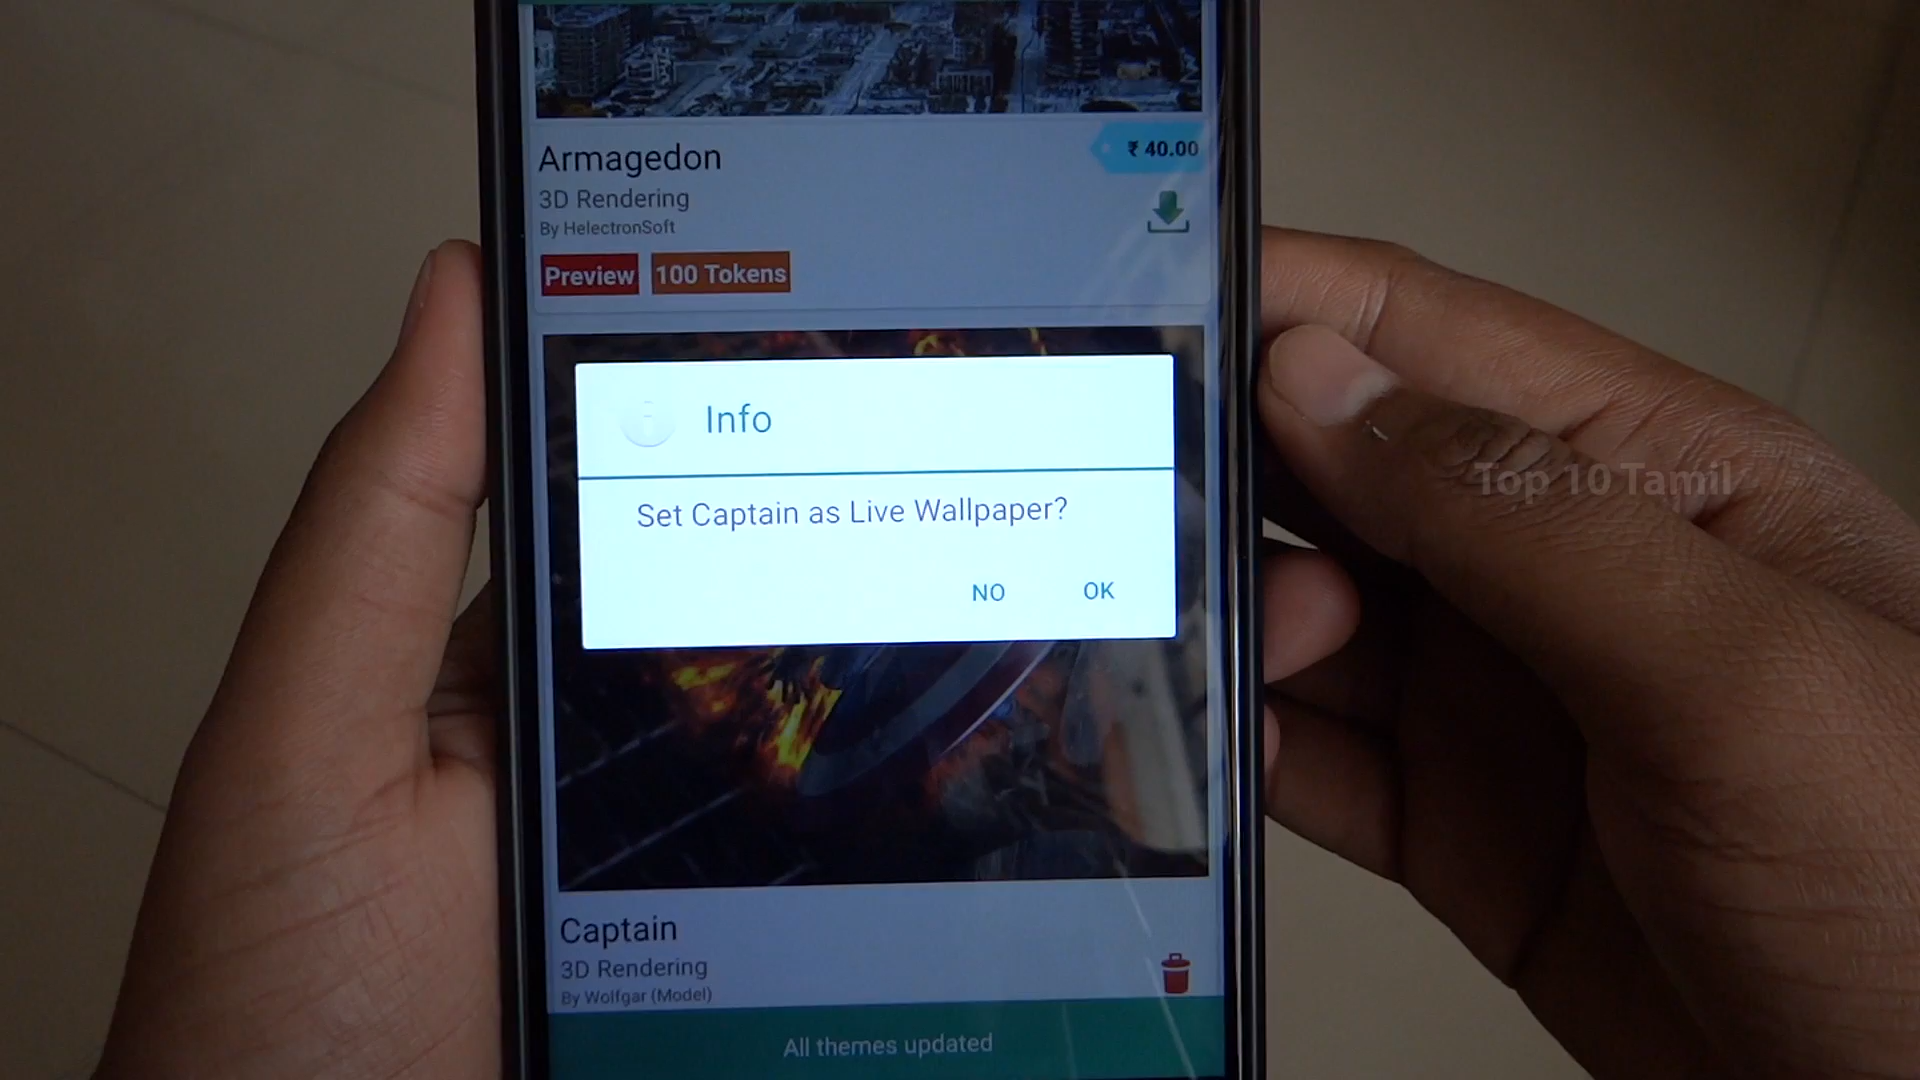 Armagedon
₹ 40.00
3D Rendering
By HelectronSoft
Preview
100 Tokens
Info
Set Captain as Live Wallpaper?
NO
OK
Top 10 Tamil
Captain
3D Rendering
By Wolfgar (Model)
All themes updated